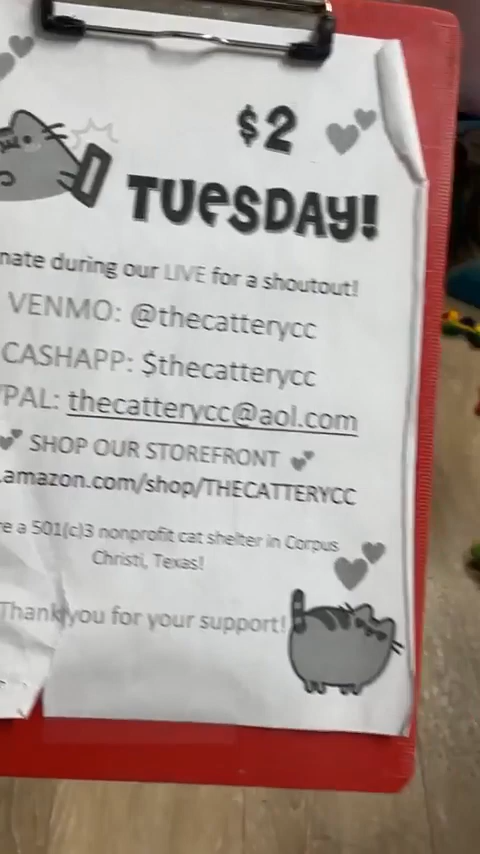 $2
TUESDAY!
nate during our LIVE for a shoutout!
VENMO: @thecatterycc
CASHAPP: $thecatterycc
PAL: thecatterycc@aol.com
SHOP OUR STOREFRONT
.amazon.com/shop/THECATTERYCC
re a 501(c)3 nonprofit cat shelter in Corpus
Christi, Texas!
Thank you for your support!